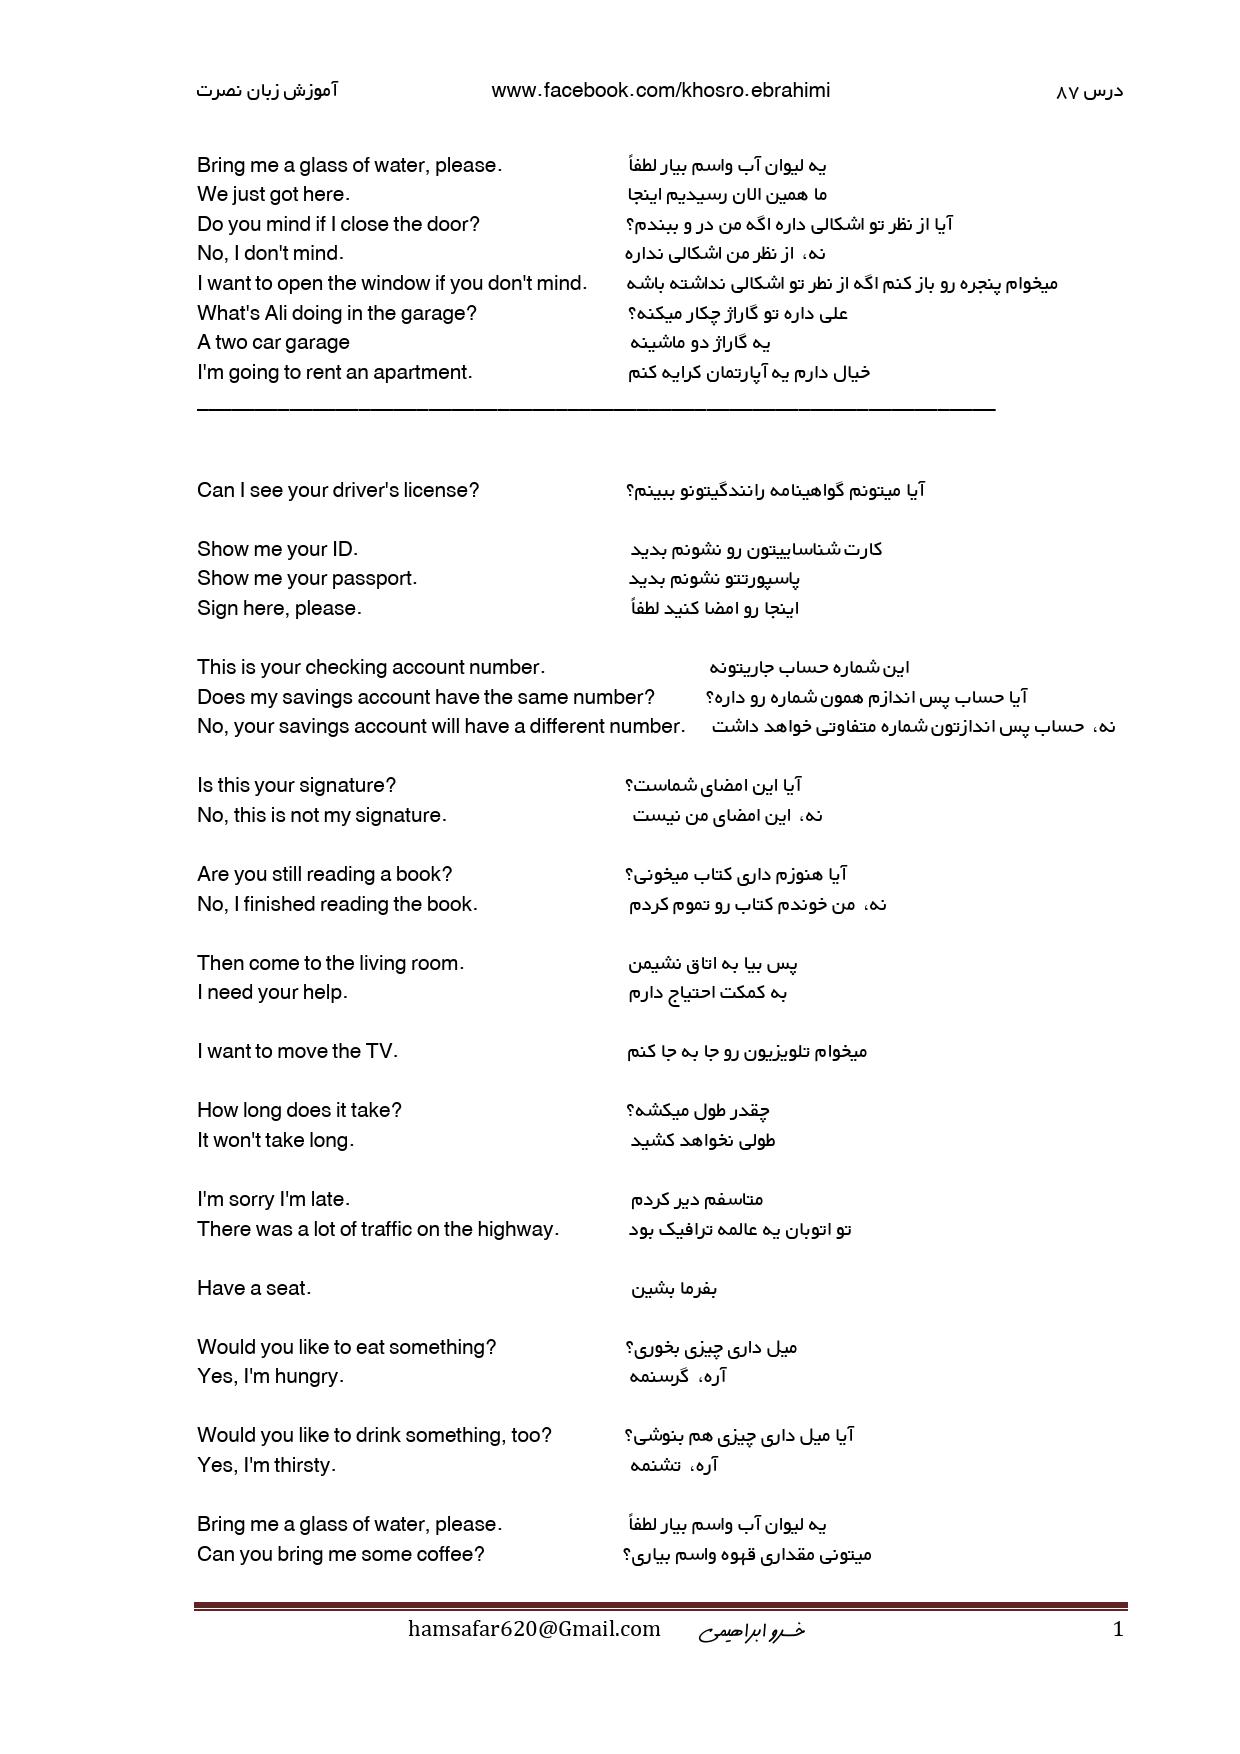 آموزش زبان نصرت www.facebook.com/khosro.ebrahimi درس ۸۷
Bring me a glass of water, please. یه لیوان آب واسم بیار لطفاً
We just got here. ما همین الان رسیدیم اینجا
Do you mind if I close the door? آیا از نظر تو اشکالی داره اگه من در و ببندم؟
No, I don't mind. نه، از نظر من اشکالی نداره
I want to open the window if you don't mind. میخوام پنجره رو باز کنم اگه از نطر تو اشکالی نداشته باشه
What's Ali doing in the garage? علی داره تو گاراژ چکار میکنه؟
A two car garage یه گاراژ دو ماشینه
I'm going to rent an apartment. خیال دارم یه آپارتمان کرایه کنم
Can I see your driver's license? آیا میتونم گواهینامه رانندگیتونو ببینم؟
Show me your ID. کارت شناساییتون رو نشونم بدید
Show me your passport. پاسپورتتو نشونم بدید
Sign here, please. اینجا رو امضا کنید لطفاً
This is your checking account number. این شماره حساب جاریتونه
Does my savings account have the same number? آیا حساب پس اندازم همون شماره رو داره؟
No, your savings account will have a different number. نه، حساب پس اندازتون شماره متفاوتی خواهد داشت
Is this your signature? آیا این امضای شماست؟
No, this is not my signature. نه، این امضای من نیست
Are you still reading a book? آیا هنوزم داری کتاب میخونی؟
No, I finished reading the book. نه، من خوندم کتاب رو تموم کردم
Then come to the living room. پس بیا به اتاق نشیمن
I need your help. به کمکت احتیاج دارم
I want to move the TV. میخوام تلویزیون رو جا به جا کنم
How long does it take? چقدر طول میکشه؟
It won't take long. طولی نخواهد کشید
I'm sorry I'm late. متاسفم دیر کردم
There was a lot of traffic on the highway. تو اتوبان یه عالمه ترافیک بود
Have a seat. بفرما بشین
Would you like to eat something? میل داری چیزی بخوری؟
Yes, I'm hungry. آره، گرسنمه
Would you like to drink something, too? آیا میل داری چیزی هم بنوشی؟
Yes, I'm thirsty. آره، تشنمه
Bring me a glass of water, please. یه لیوان آب واسم بیار لطفاً
Can you bring me some coffee? میتونی مقداری قهوه واسم بیاری؟
hamsafar620@Gmail.com خسرو ابراهیمی 1